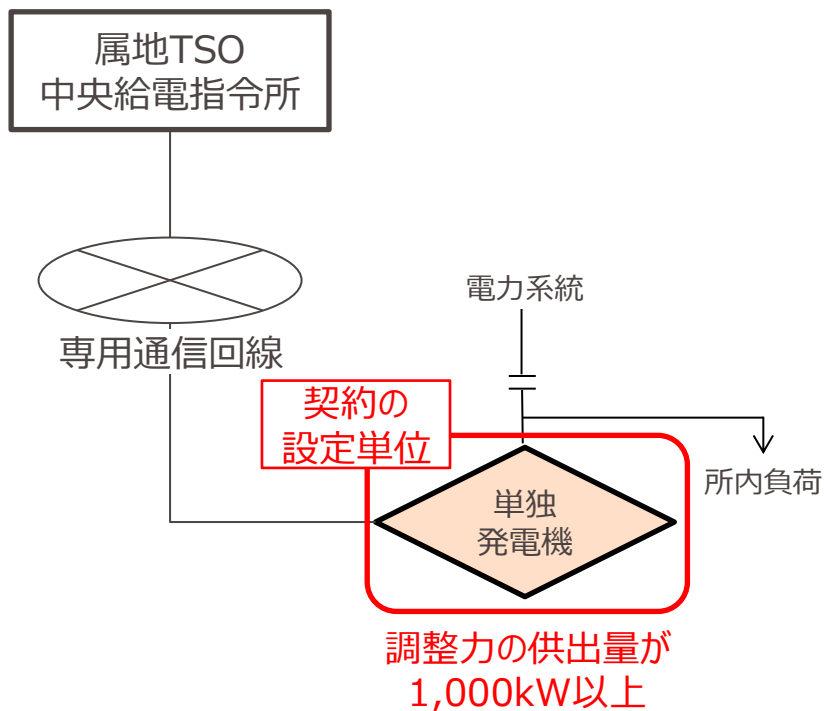 属地TSO
中央給電指令所
専用通信回線
電力系統
契約の
設定単位
所内負荷
単独
発電機
調整力の供出量が
1,000kW以上